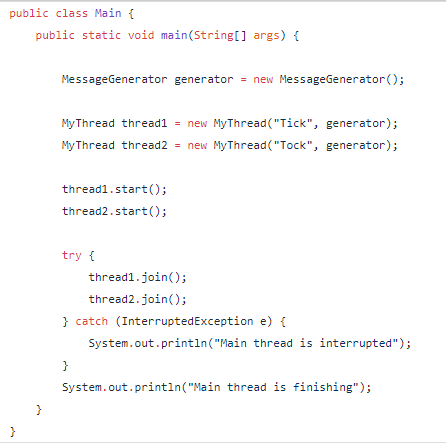 public class Main {
public static void main(String[] args) {
MessageGenerator generator = new MessageGenerator();
MyThread thread1 = new MyThread("Tick", generator);
MyThread thread2 = new MyThread("Tock", generator);
thread1.start();
thread2.start();
try {
thread1.join();
thread2.join();
} catch (InterruptedException e) {
System.out.println("Main thread is interrupted");
}
System.out.println("Main thread is finishing");
}
}